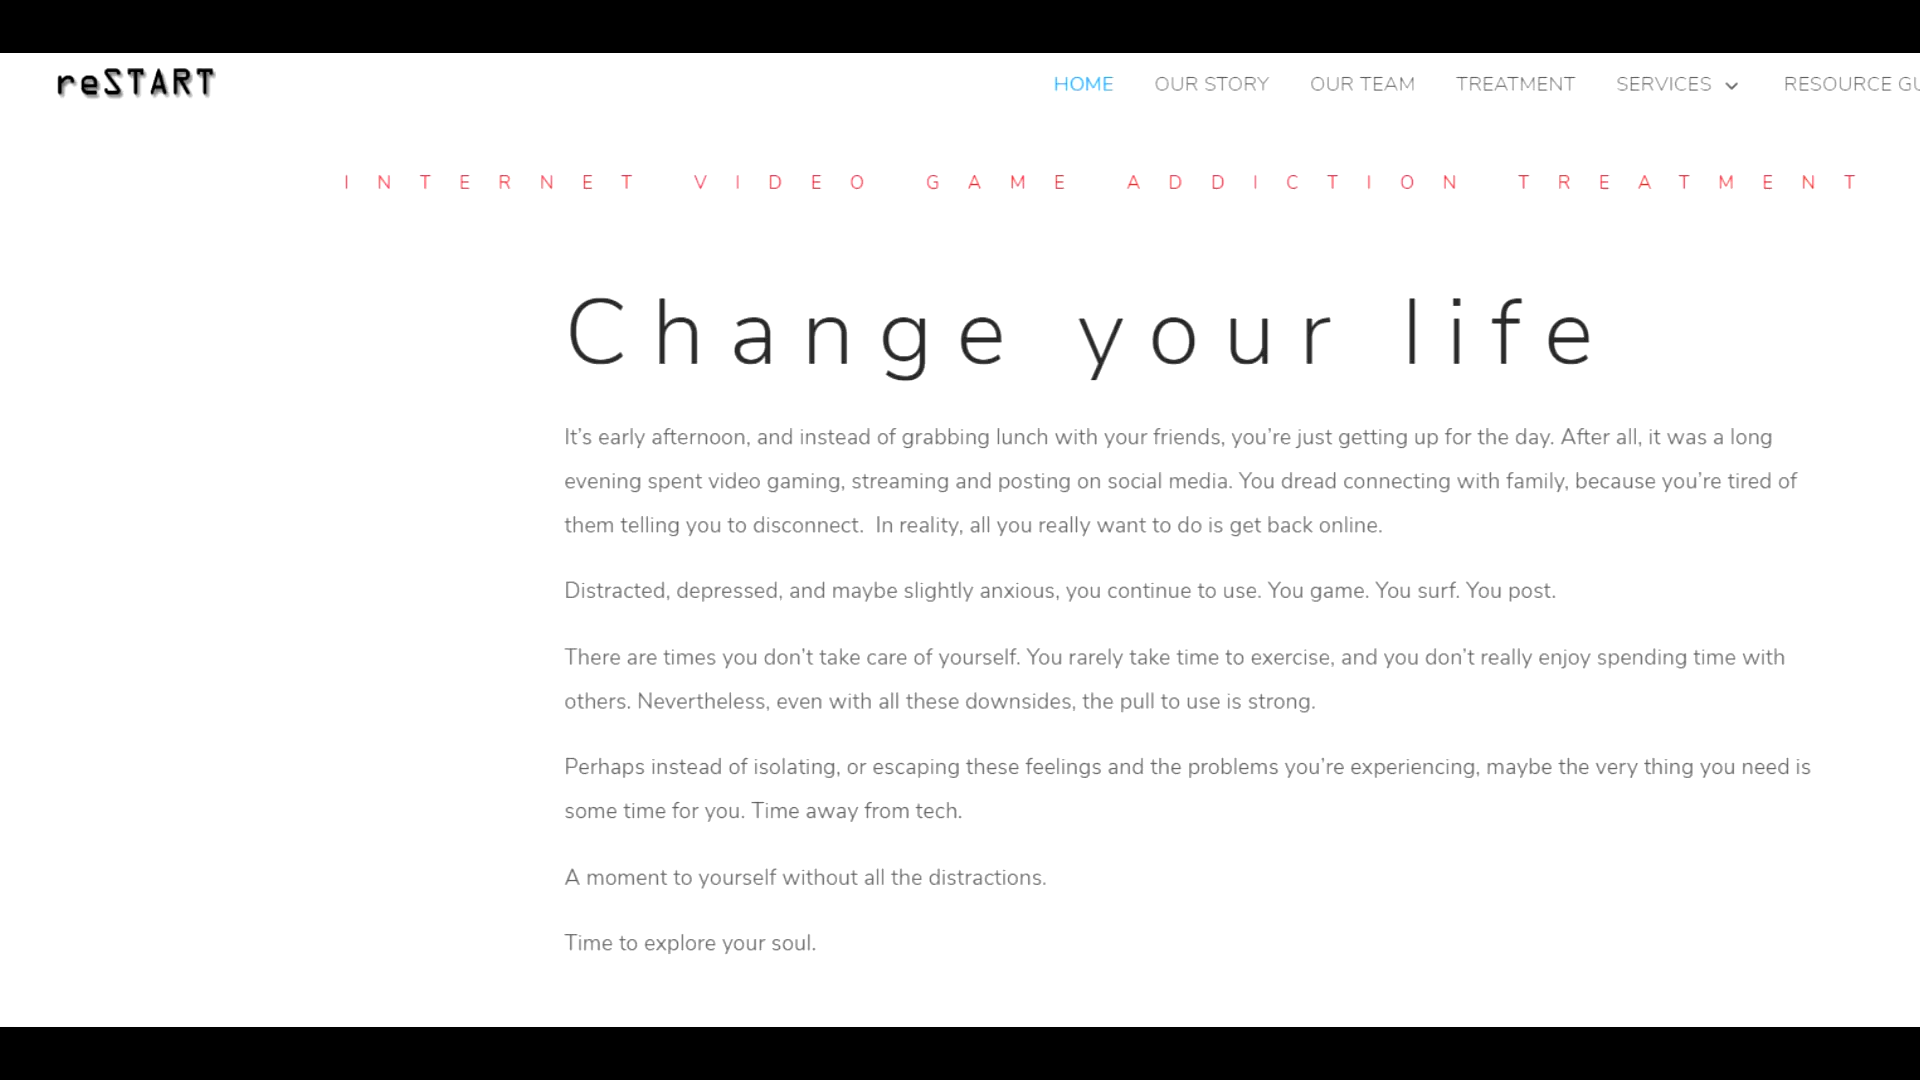 reSTART
HOME OUR STORY OUR TEAM TREATMENT SERVICES RESOURCE
INTERNET VIDEO GAME ADDICTION TREATMENT
Change your life
It’s early afternoon, and instead of grabbing lunch with your friends, you’re just getting up for the day. After all, it was a long
evening spent video gaming, streaming and posting on social media. You dread connecting with family, because you’re tired of
them telling you to disconnect.  In reality, all you really want to do is get back online.
Distracted, depressed, and maybe slightly anxious, you continue to use. You game. You surf. You post.
There are times you don’t take care of yourself. You rarely take time to exercise, and you don’t really enjoy spending time with
others. Nevertheless, even with all these downsides, the pull to use is strong.
Perhaps instead of isolating, or escaping these feelings and the problems you’re experiencing, maybe the very thing you need is
some time for you. Time away from tech.
A moment to yourself without all the distractions.
Time to explore your soul.